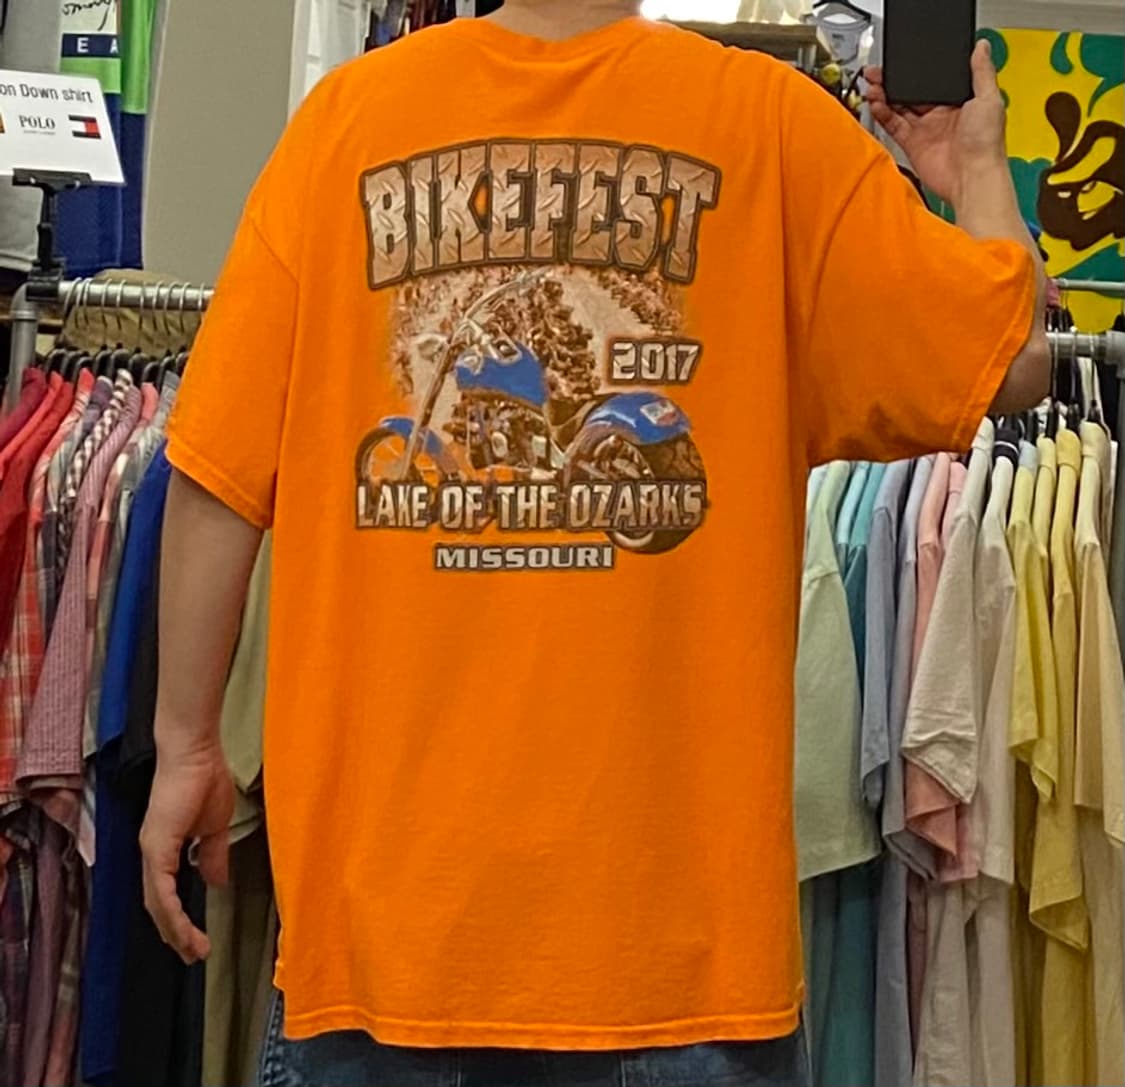 E A
on Down shirt
POLO
BIKEFEST
2017
LAKE OF THE OZARKS
MISSOURI